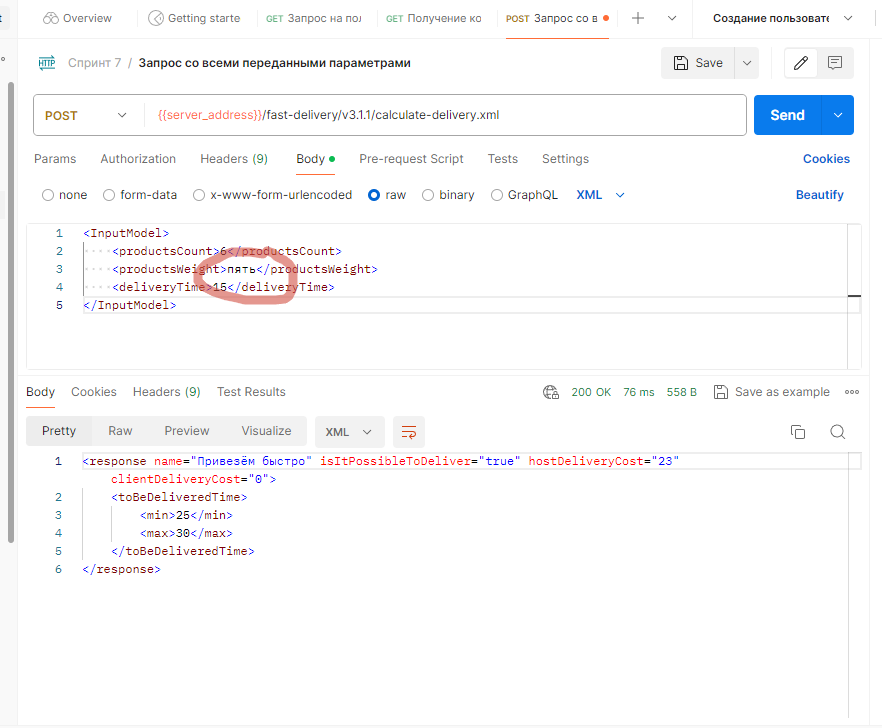 Overview
Getting starte
GET Запрос на пол
GET Получение ко
POST Запрос со в
Создание пользовате
HTTP
Спринт 7 / Запрос со всеми переданными параметрами
Save
POST
{{server_address}}/fast-delivery/v3.1.1/calculate-delivery.xml
Send
Params Authorization Headers (9) Body Pre-request Script Tests Settings Cookies
none form-data x-www-form-urlencoded raw binary GraphQL XML Beautify
1 <InputModel>
2 <productsCount>6</productsCount>
3 <productsWeight>пять</productsWeight>
4 <deliveryTime>15</deliveryTime>
5 </InputModel>
Body Cookies Headers (9) Test Results 200 OK 76 ms 558 B Save as example
Pretty Raw Preview Visualize XML
1 <response name="Привезём быстро" isItPossibleToDeliver="true" hostDeliveryCost="23"
clientDeliveryCost="0">
2 <toBeDeliveredTime>
3 <min>25</min>
4 <max>30</max>
5 </toBeDeliveredTime>
6 </response>